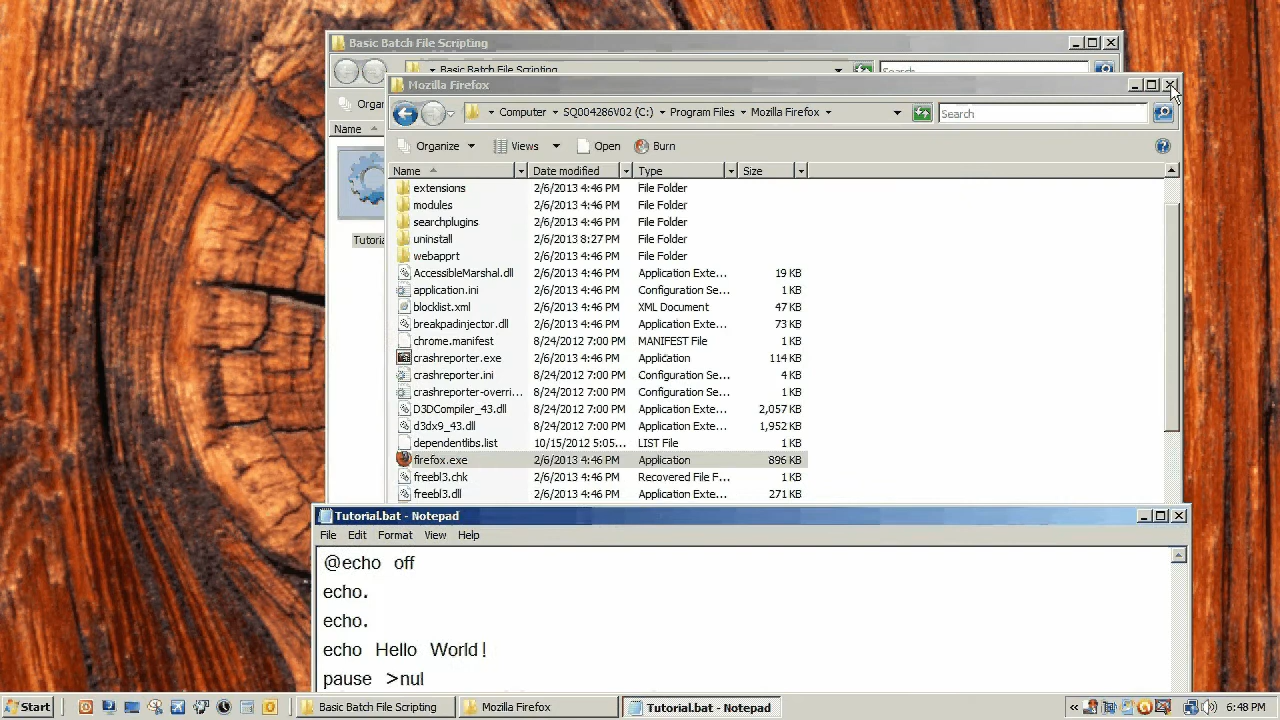 Basic Batch File Scripting
Basic Batch File Scripting
Search
Orga
Name
Tutoria
Mozilla Firefox
Computer SQ004286V02 (C:) Program Files Mozilla Firefox
Search
Organize Views Open Burn
Name Date modified Type Size
extensions 2/6/2013 4:46 PM File Folder
modules 2/6/2013 4:46 PM File Folder
searchplugins 2/6/2013 4:46 PM File Folder
uninstall 2/6/2013 8:27 PM File Folder
webapprt 2/6/2013 4:46 PM File Folder
AccessibleMarshal.dll 2/6/2013 4:46 PM Application Exte... 19 KB
application.ini 2/6/2013 4:46 PM Configuration Se... 1 KB
blocklist.xml 2/6/2013 4:46 PM XML Document 47 KB
breakpadinjector.dll 2/6/2013 4:46 PM Application Exte... 73 KB
chrome.manifest 8/24/2012 7:00 PM MANIFEST File 1 KB
crashreporter.exe 2/6/2013 4:46 PM Application 114 KB
crashreporter.ini 8/24/2012 7:00 PM Configuration Se... 4 KB
crashreporter-overri... 8/24/2012 7:00 PM Configuration Se... 1 KB
D3DCompiler_43.dll 8/24/2012 7:00 PM Application Exte... 2,057 KB
d3dx9_43.dll 8/24/2012 7:00 PM Application Exte... 1,952 KB
dependentlibs.list 10/15/2012 5:05... LIST File 1 KB
firefox.exe 2/6/2013 4:46 PM Application 896 KB
freebl3.chk 2/6/2013 4:46 PM Recovered File F... 1 KB
freebl3.dll 2/6/2013 4:46 PM Application Exte... 271 KB
Tutorial.bat - Notepad
File Edit Format View Help
@echo off
echo.
echo.
echo Hello World!
pause >nul
Start Basic Batch File Scripting Mozilla Firefox Tutorial.bat - Notepad « 6:48 PM